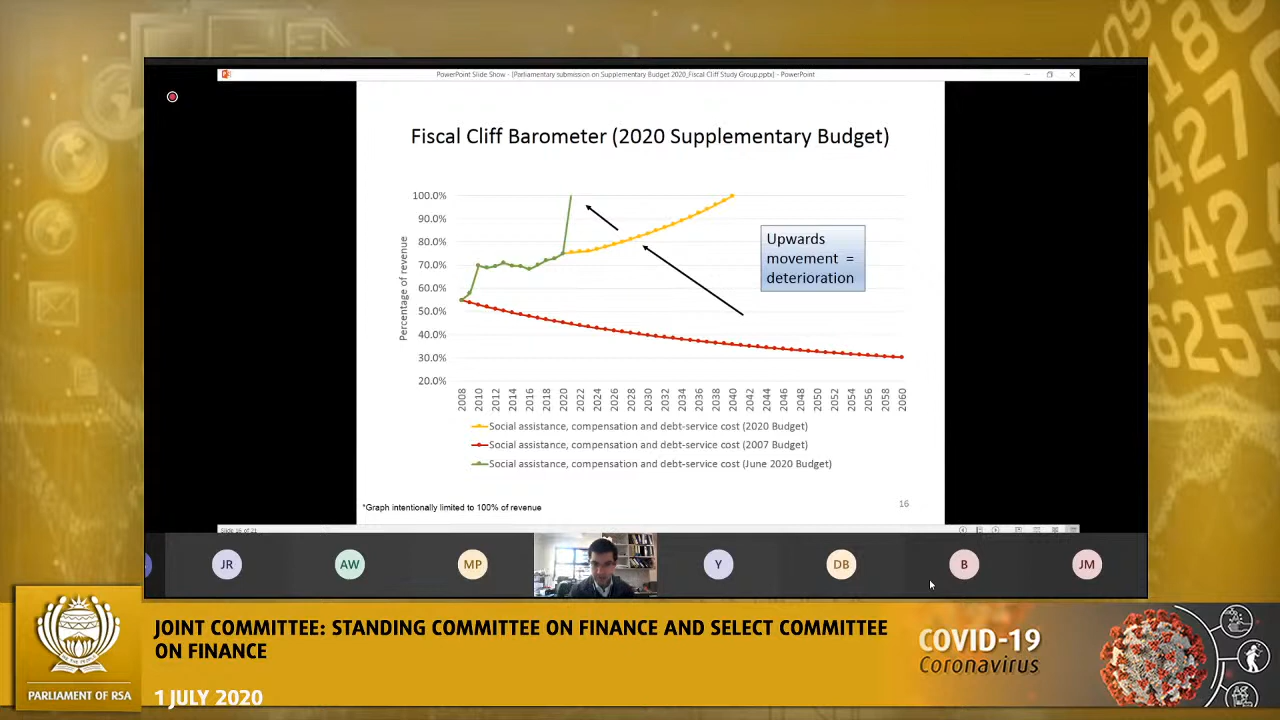 PowerPoint Slide Show - [Parliamentary submission on Supplementary Budget 2020_Fiscal Cliff Study Group.pptx] - PowerPoint
Fiscal Cliff Barometer (2020 Supplementary Budget)
Percentage of revenue
100.0%
90.0%
80.0%
70.0%
60.0%
50.0%
40.0%
30.0%
20.0%
Upwards
movement =
deterioration
2008 2010 2012 2014 2016 2018 2020 2022 2024 2026 2028 2030 2032 2034 2036 2038 2040 2042 2044 2046 2048 2050 2052 2054 2056 2058 2060
Social assistance, compensation and debt-service cost (2020 Budget)
Social assistance, compensation and debt-service cost (2007 Budget)
Social assistance, compensation and debt-service cost (June 2020 Budget)
16
*Graph intentionally limited to 100% of revenue
Slide 16 of 21
JR AW MP Y DB B JM
JOINT COMMITTEE: STANDING COMMITTEE ON FINANCE AND SELECT COMMITTEE
ON FINANCE
COVID-19
Coronavirus
PARLIAMENT OF RSA
1 JULY 2020